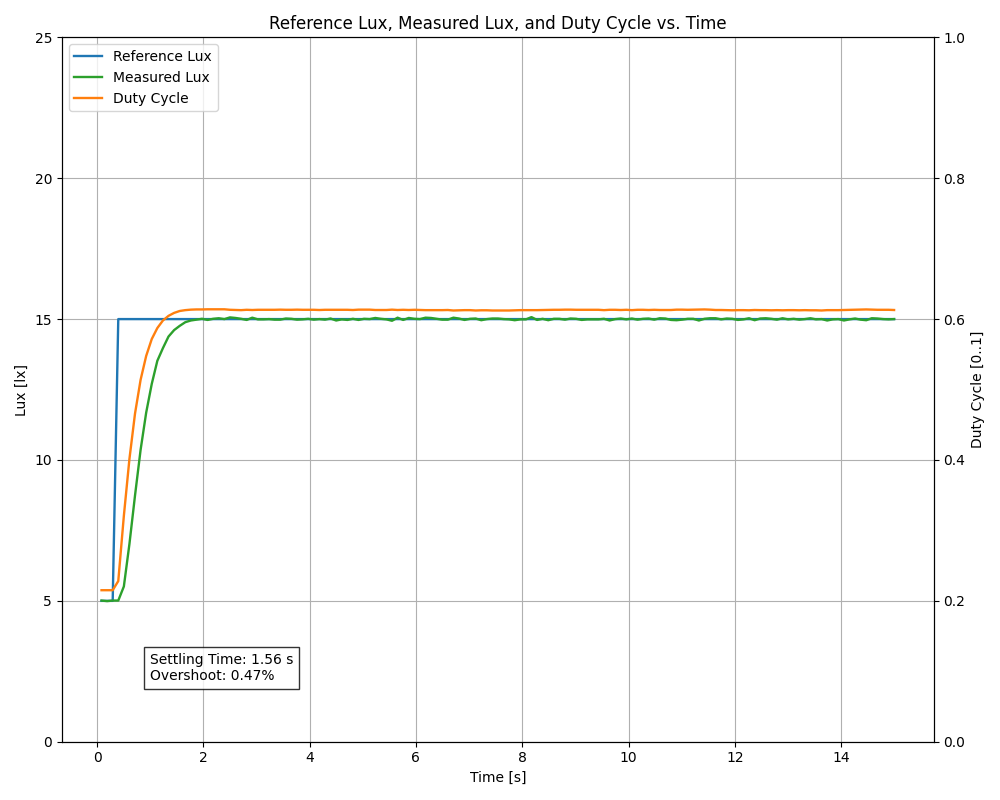 Reference Lux, Measured Lux, and Duty Cycle vs. Time
Reference Lux
Measured Lux
Duty Cycle
25
20
15
10
5
0
Lux [lx]
1.0
0.8
0.6
0.4
0.2
0.0
Duty Cycle [0..1]
Settling Time: 1.56 s
Overshoot: 0.47%
0 2 4 6 8 10 12 14
Time [s]